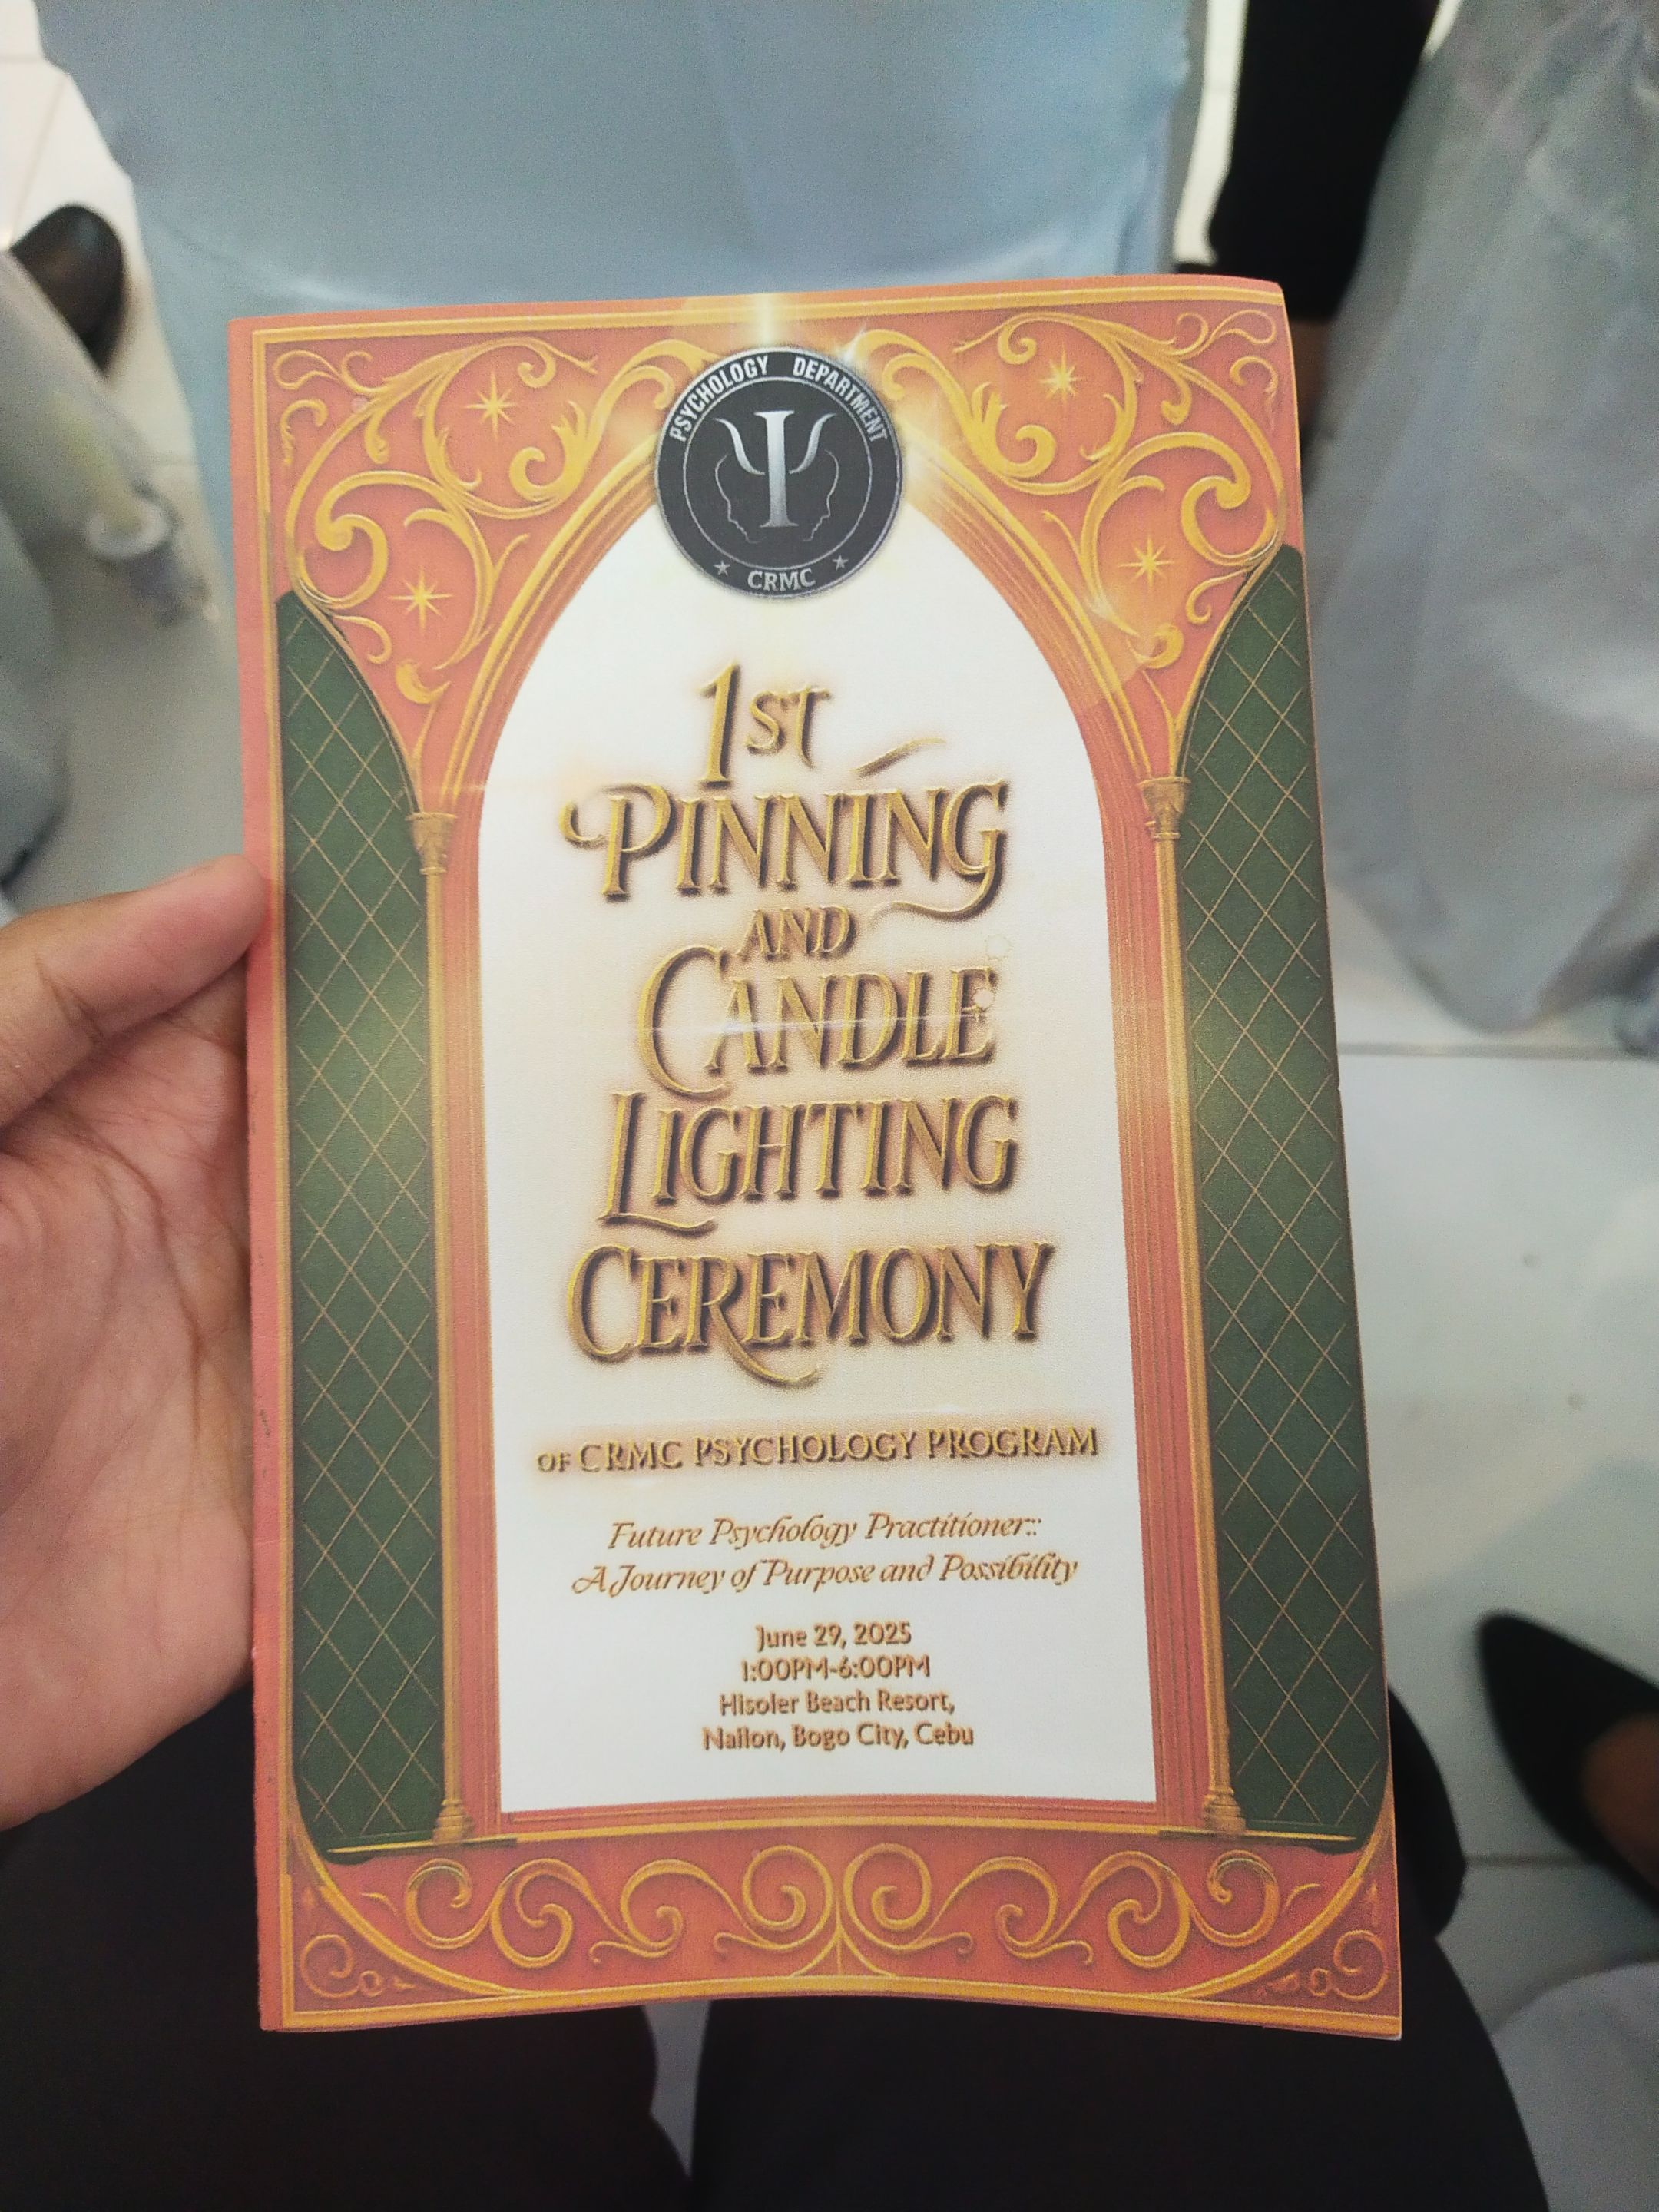 PSYCHOLOGY DEPARTMENT
CRMC
1ST
PINNING
AND
CANDLE
LIGHTING
CEREMONY
OF CRMC PSYCHOLOGY PROGRAM
Future Psychology Practitioner::
A Journey of Purpose and Possibility
June 29, 2025
1:00PM-6:00PM
Hisoler Beach Resort,
Nailon, Bogo City, Cebu